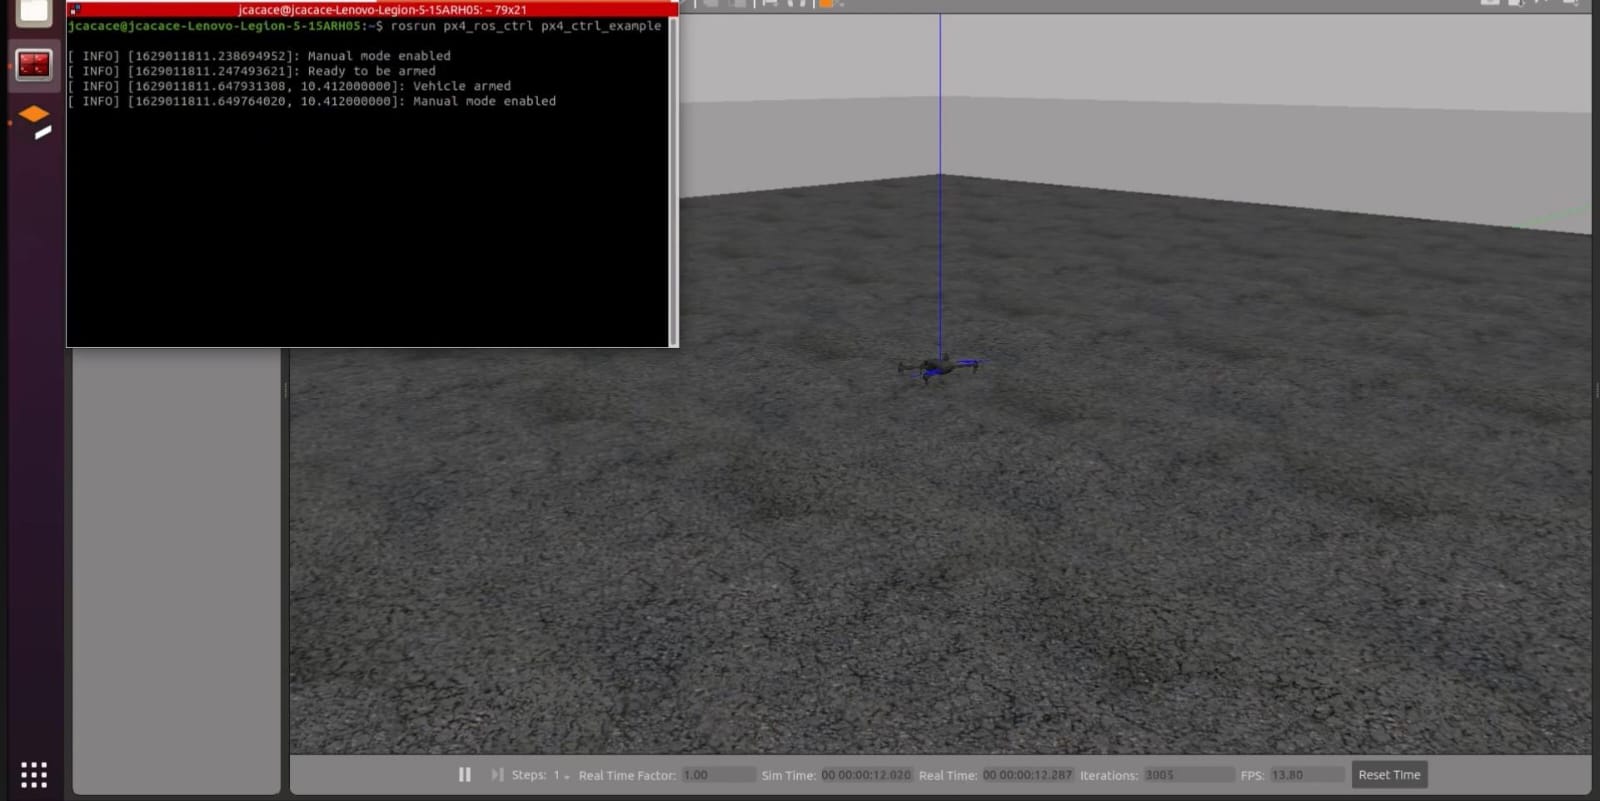 jcacace@jcacace-Lenovo-Legion-5-15ARH05: ~ 79x21
jcacace@jcacace-Lenovo-Legion-5-15ARH05:~$ rosrun px4_ros_ctrl px4_ctrl_example
[ INFO] [1629011811.238694952]: Manual mode enabled
[ INFO] [1629011811.247493621]: Ready to be armed
[ INFO] [1629011811.647931308, 10.412000000]: Vehicle armed
[ INFO] [1629011811.649764020, 10.412000000]: Manual mode enabled
Steps: 1 Real Time Factor: 1.00 Sim Time: 00 00:00:12.020 Real Time: 00 00:00:12.287 Iterations: 3005 FPS: 13.80 Reset Time